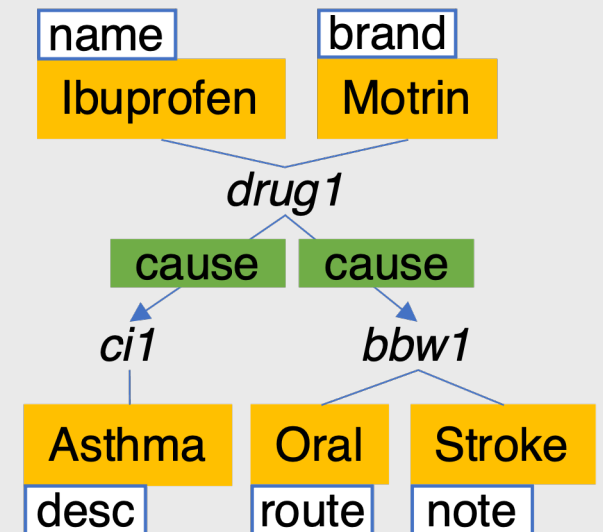 name brand
Ibuprofen Motrin
drug1
cause cause
ci1 bbw1
Asthma Oral Stroke
desc route note